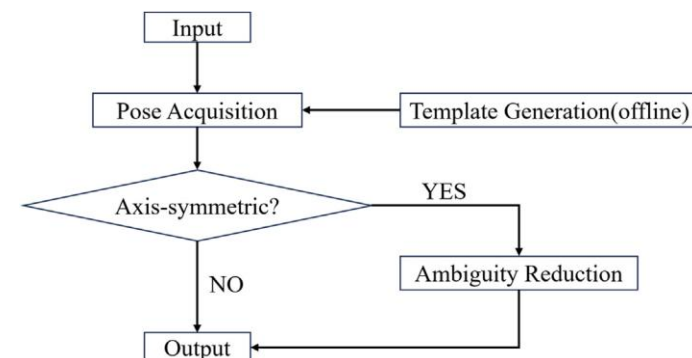 Input
Pose Acquisition
Template Generation(offline)
Axis-symmetric?
YES
NO
Ambiguity Reduction
Output